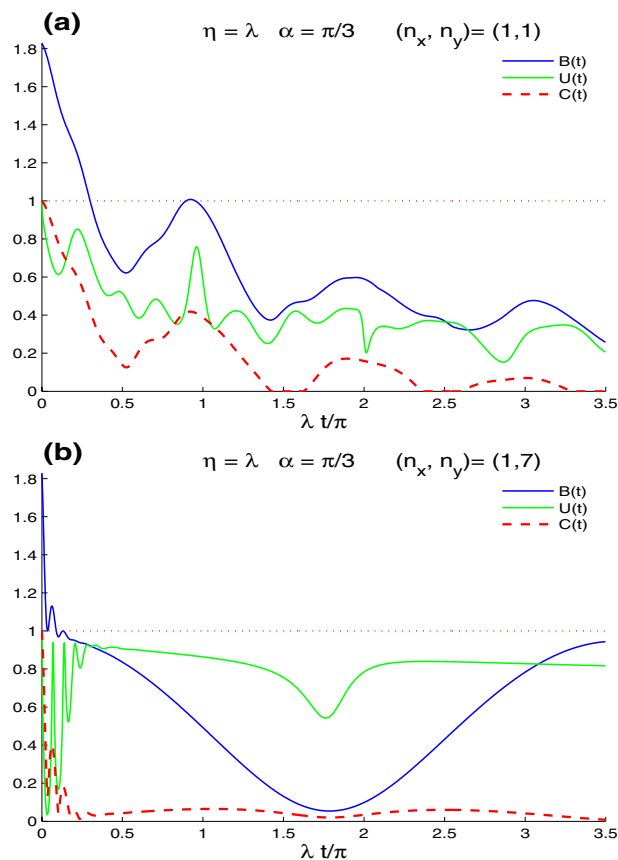 (a)
η = λ α = π/3 (n_x, n_y)= (1,1)
B(t)
U(t)
C(t)
1.8
1.6
1.4
1.2
1
0.8
0.6
0.4
0.2
0
0 0.5 1 1.5 2 2.5 3 3.5
λ t/π
(b)
η = λ α = π/3 (n_x, n_y)= (1,7)
B(t)
U(t)
C(t)
1.8
1.6
1.4
1.2
1
0.8
0.6
0.4
0.2
0
0 0.5 1 1.5 2 2.5 3 3.5
λ t/π